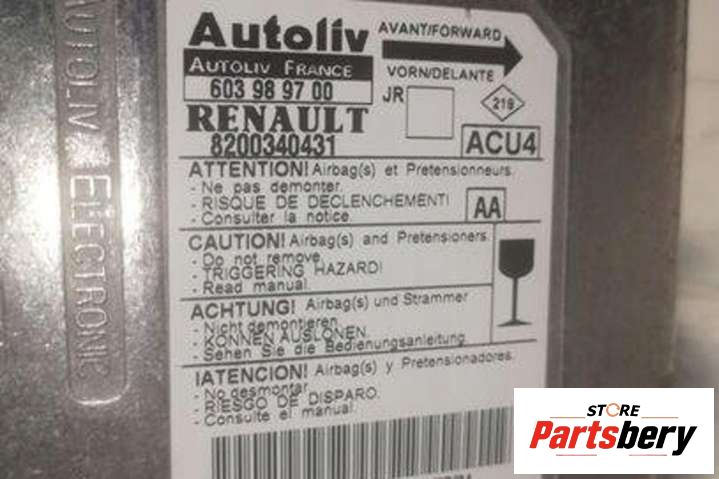 AUTOLIV ELECTRONIC
Autoliv
AUTOLIV FRANCE
603 98 97 00
RENAULT
8200340431
AVANT/FORWARD
VORN/DELANTE
JR
219
ACU4
ATTENTION! Airbag(s) et Pretensionneurs.
- Ne pas demonter.
- RISQUE DE DECLENCHEMENT!
- Consulter la notice.
AA
CAUTION! Airbag(s) and Pretensioners.
- Do not remove.
- TRIGGERING HAZARD!
- Read manual.
ACHTUNG! Airbag(s) und Strammer
- Nicht demontieren.
- KONNEN AUSLONEN.
- Sehen Sie die Bedienungsanleitung
!ATENCION! Airbag(s) y Pretensionadores.
- No desmontar.
- RIESGO DE DISPARO.
- Consulte el manual.
STORE
Partsbery